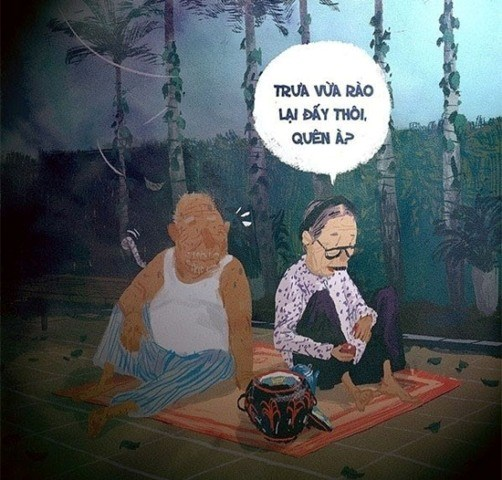 TRƯA VỪA RÀO
LẠI ĐẤY THÔI,
QUÊN À?